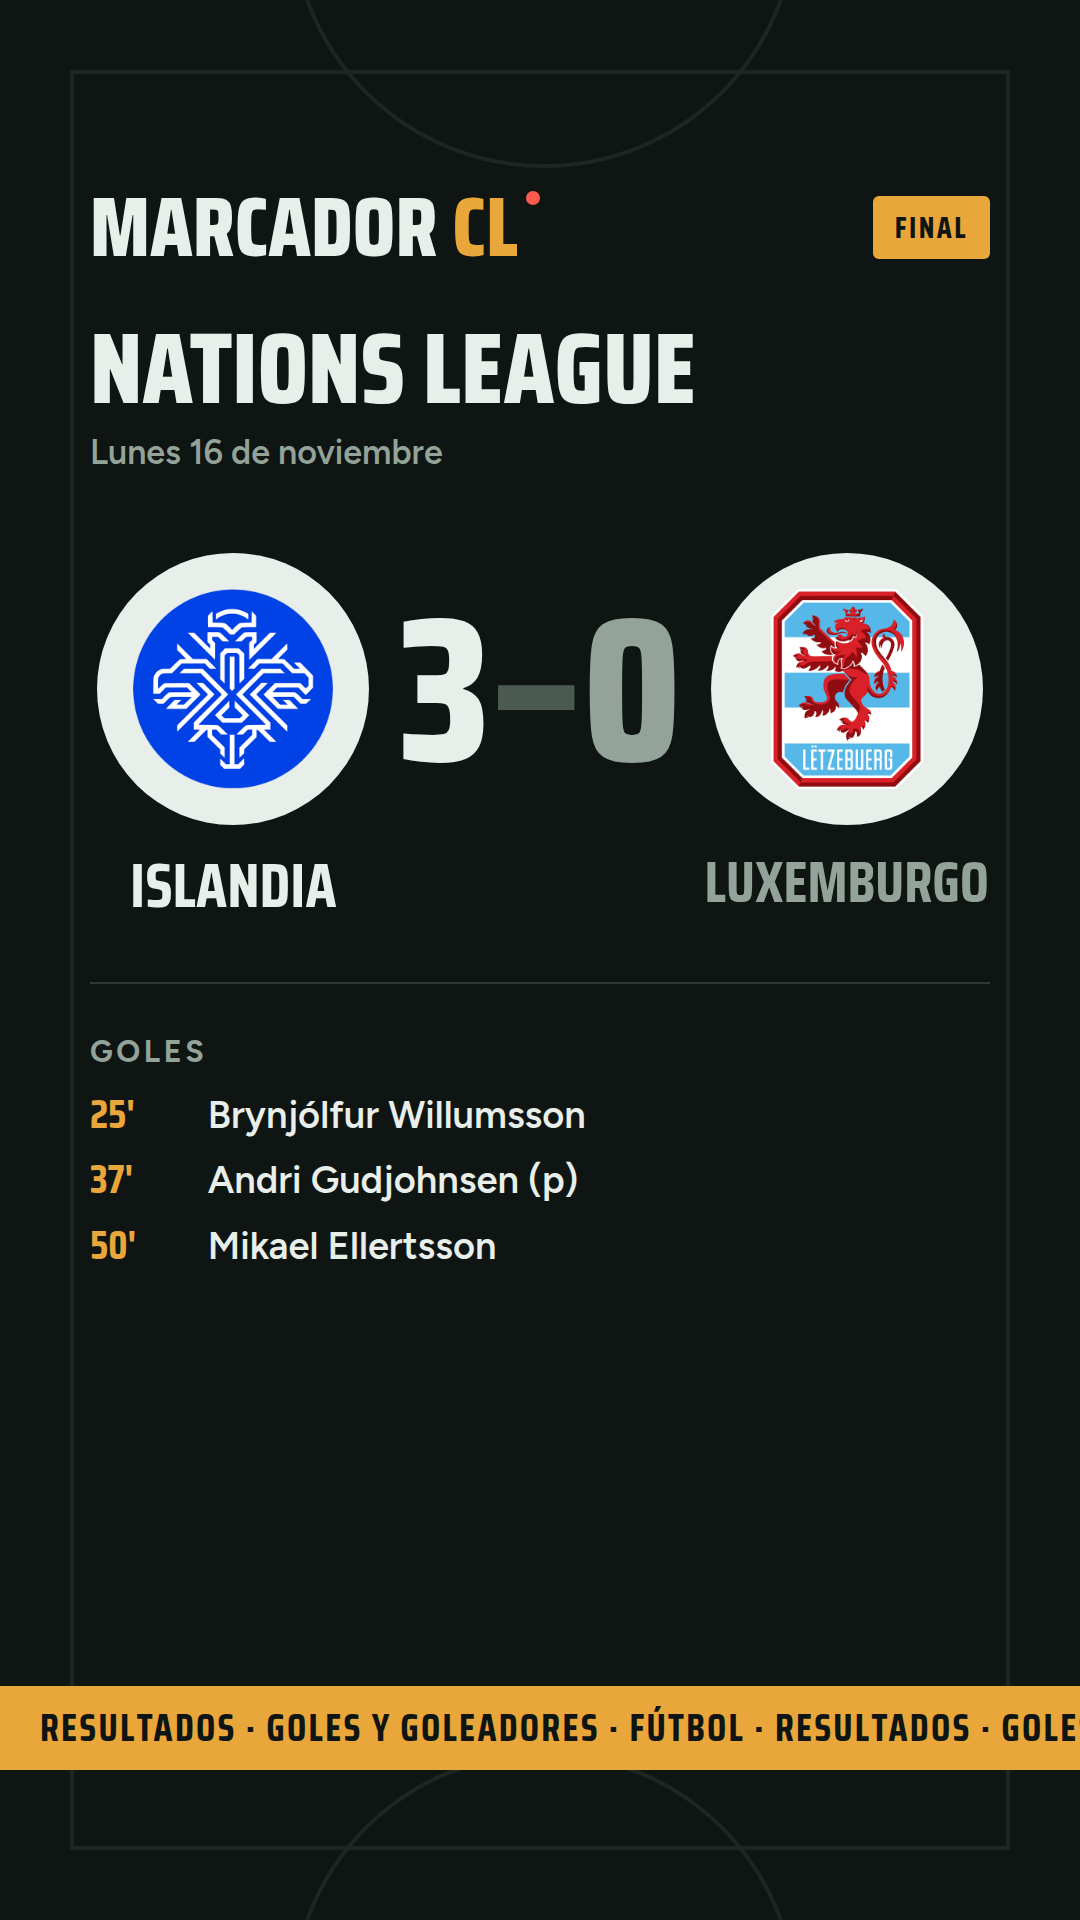 MARCADOR CL
FINAL
NATIONS LEAGUE
Lunes 16 de noviembre
3-0
LËTZEBUERG
ISLANDIA
LUXEMBURGO
GOLES
25' Brynjólfur Willumsson
37' Andri Gudjohnsen (p)
50' Mikael Ellertsson
RESULTADOS · GOLES Y GOLEADORES · FÚTBOL · RESULTADOS · GOLES